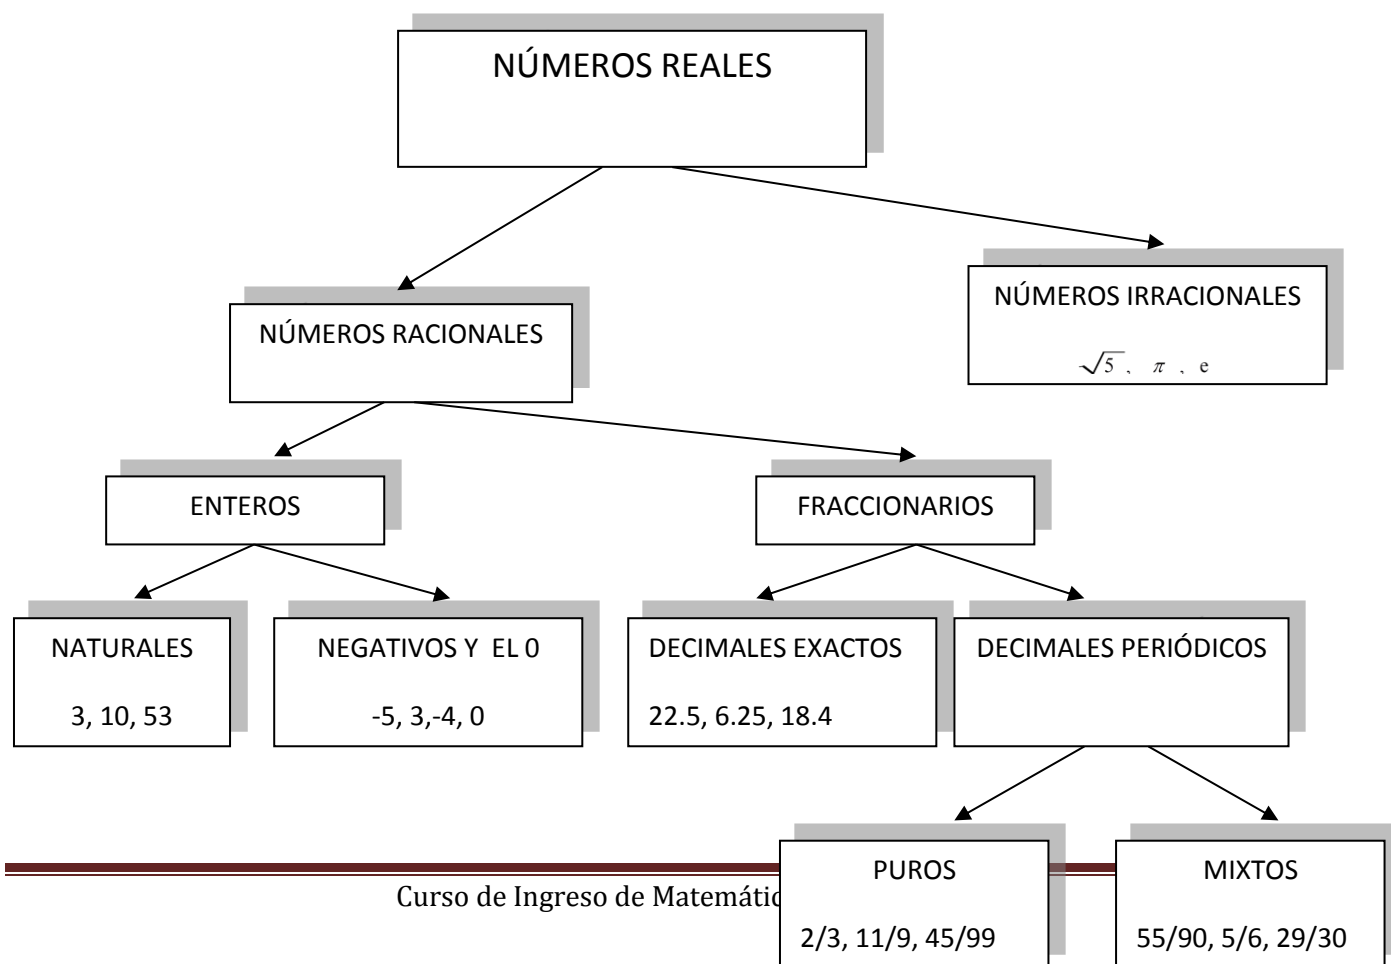 NÚMEROS REALES
NÚMEROS IRRACIONALES
√5, π, e
NÚMEROS RACIONALES
ENTEROS
FRACCIONARIOS
NATURALES
3, 10, 53
NEGATIVOS Y EL 0
-5, 3,-4, 0
DECIMALES EXACTOS
22.5, 6.25, 18.4
DECIMALES PERIÓDICOS
PUROS
2/3, 11/9, 45/99
MIXTOS
55/90, 5/6, 29/30
Curso de Ingreso de